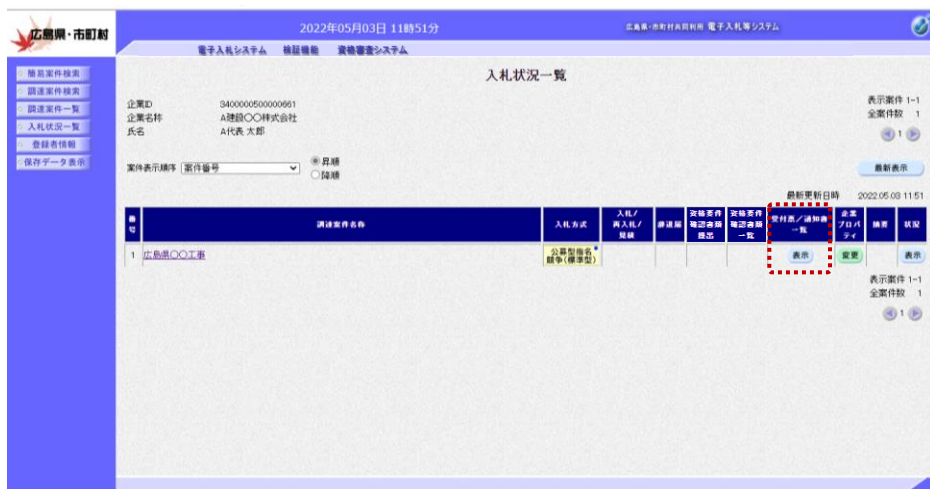 広島県・市町村
2022年05月03日 11時51分
広島県・市町村共同利用 電子入札等システム
電子入札システム 検証機能 資格審査システム
簡易案件検索
調達案件検索
調達案件一覧
入札状況一覧
登録者情報
保存データ表示
入札状況一覧
企業ID 3400000500000661
企業名称 A建設〇〇株式会社
氏名 A代表 太郎
表示案件 1-1
全案件数 1
1
案件表示順序 案件番号
昇順
降順
最新表示
最新更新日時 2022.05.03 11:51
番号 調達案件名称 入札方式 入札/再入札/見積 辞退届 資格要件確認書類提出 資格要件確認書類一覧 受付票/通知書一覧 企業プロパティ 摘要 状況
1 広島県〇〇工事 公募型指名競争(標準型) 表示 変更 表示
表示案件 1-1
全案件数 1
1